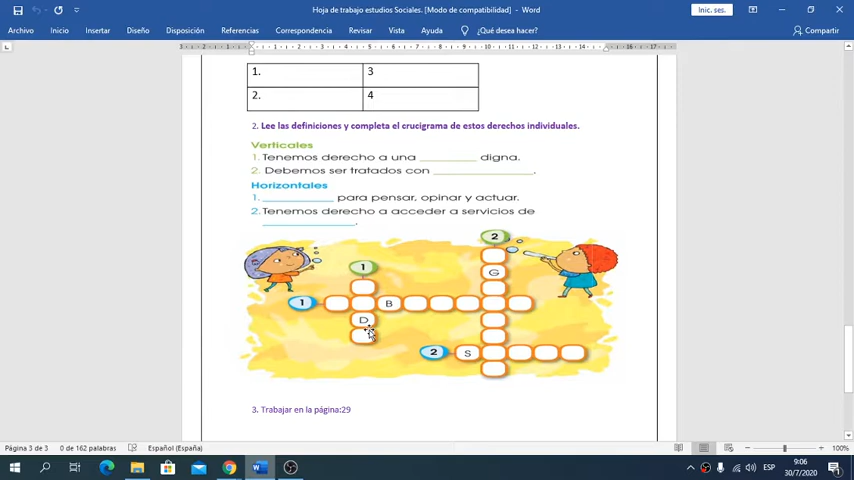 Hoja de trabajo estudios Sociales. [Modo de compatibilidad] - Word
Inic. ses.
Archivo Inicio Insertar Diseño Disposición Referencias Correspondencia Revisar Vista Ayuda ¿Qué desea hacer? Compartir
1. 3
2. 4
2. Lee las definiciones y completa el crucigrama de estos derechos individuales.
Verticales
1. Tenemos derecho a una ________ digna.
2. Debemos ser tratados con ______________.
Horizontales
1. __________ para pensar, opinar y actuar.
2. Tenemos derecho a acceder a servicios de
_____________.
2
G
1
1 B
D
2 S
3. Trabajar en la página:29
Página 3 de 3 0 de 162 palabras Español (España) 100%
ESP
9:06
30/7/2020